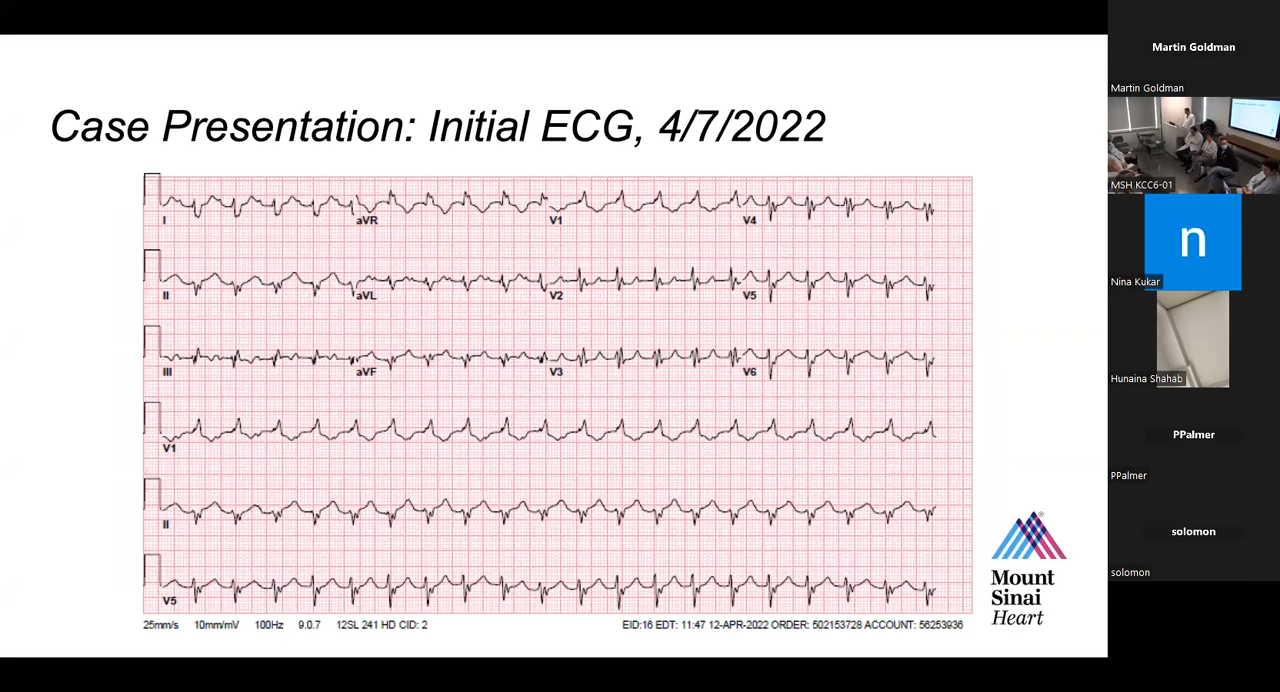 Case Presentation: Initial ECG, 4/7/2022
I aVR V1 V4
II aVL V2 V5
III aVF V3 V6
V1
II
V5
25mm/s 10mm/mV 100Hz 9.0.7 12SL 241 HD CID: 2 EID:16 EDT: 11:47 12-APR-2022 ORDER: 502153728 ACCOUNT: 56253936
®
Mount
Sinai
Heart
Martin Goldman
Martin Goldman
MSH KCC6-01
n
Nina Kukar
Hunaina Shahab
PPalmer
PPalmer
solomon
solomon